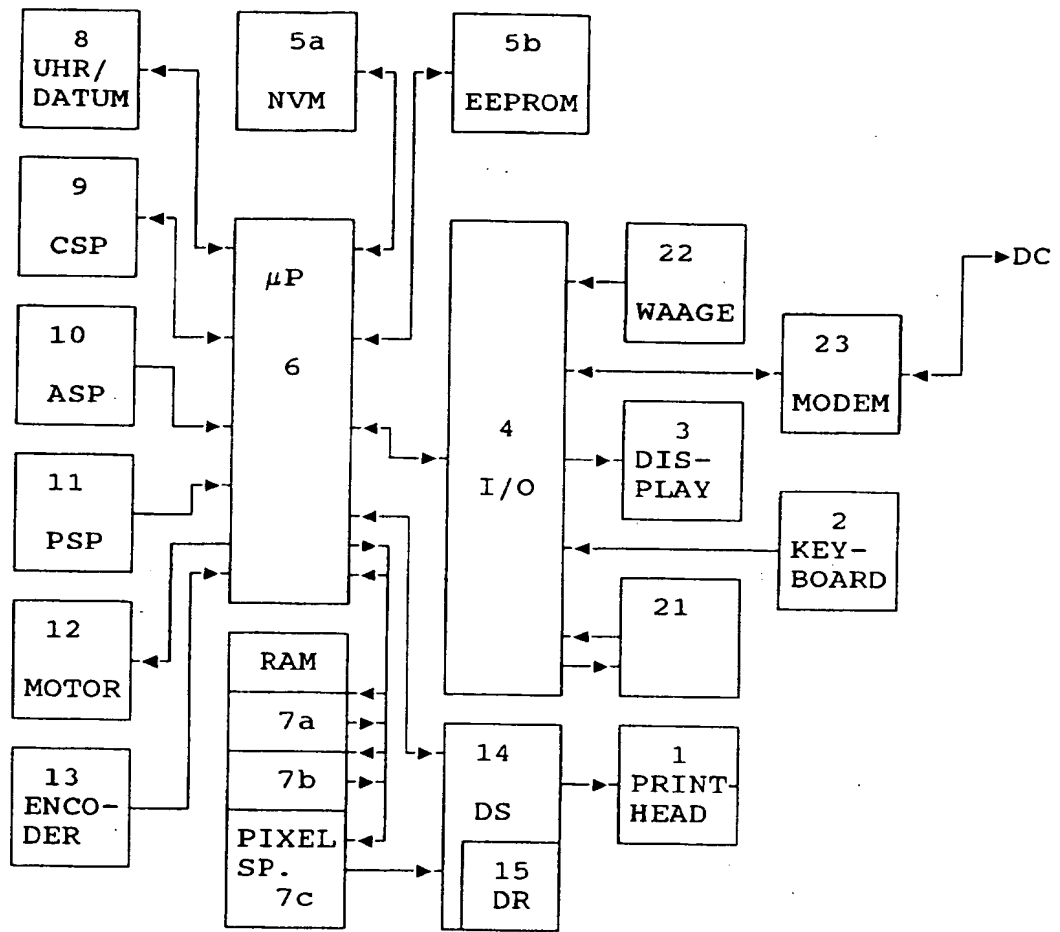 8
UHR/
DATUM
5a
NVM
5b
EEPROM
9
CSP
10
ASP
11
PSP
12
MOTOR
13
ENCO-
DER
μP
6
RAM
7a
7b
PIXEL
SP.
7c
4
I/O
14
DS
15
DR
22
WAAGE
23
MODEM
DC
3
DIS-
PLAY
2
KEY-
BOARD
21
1
PRINT-
HEAD